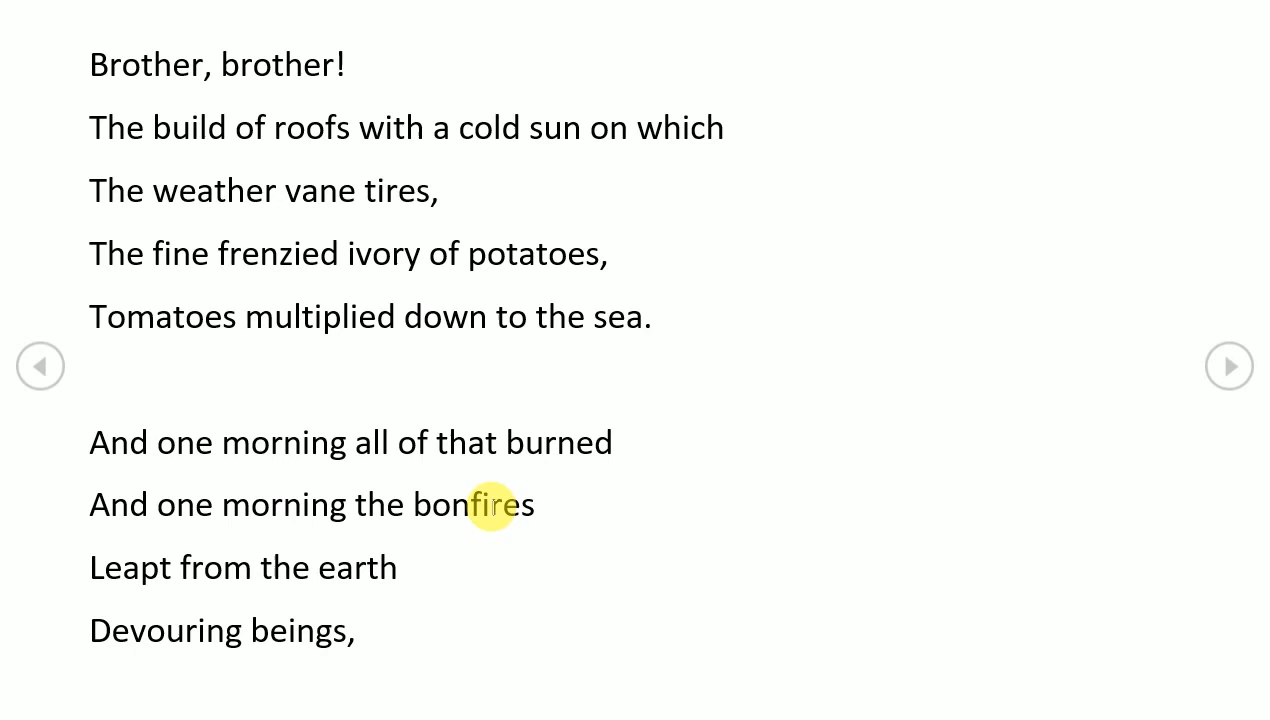 Brother, brother!
The build of roofs with a cold sun on which
The weather vane tires,
The fine frenzied ivory of potatoes,
Tomatoes multiplied down to the sea.
And one morning all of that burned
And one morning the bonfires
Leapt from the earth
Devouring beings,